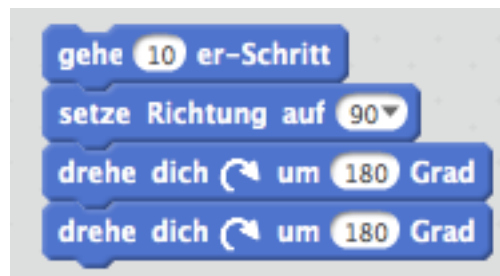 gehe 10 er-Schritt
setze Richtung auf 90
drehe dich um 180 Grad
drehe dich um 180 Grad